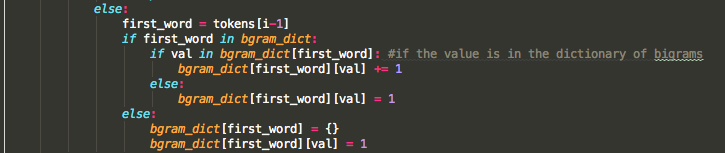 else:
first_word = tokens[i-1]
if first_word in bgram_dict:
if val in bgram_dict[first_word]: #if the value is in the dictionary of bigrams
bgram_dict[first_word][val] += 1
else:
bgram_dict[first_word][val] = 1
else:
bgram_dict[first_word] = {}
bgram_dict[first_word][val] = 1